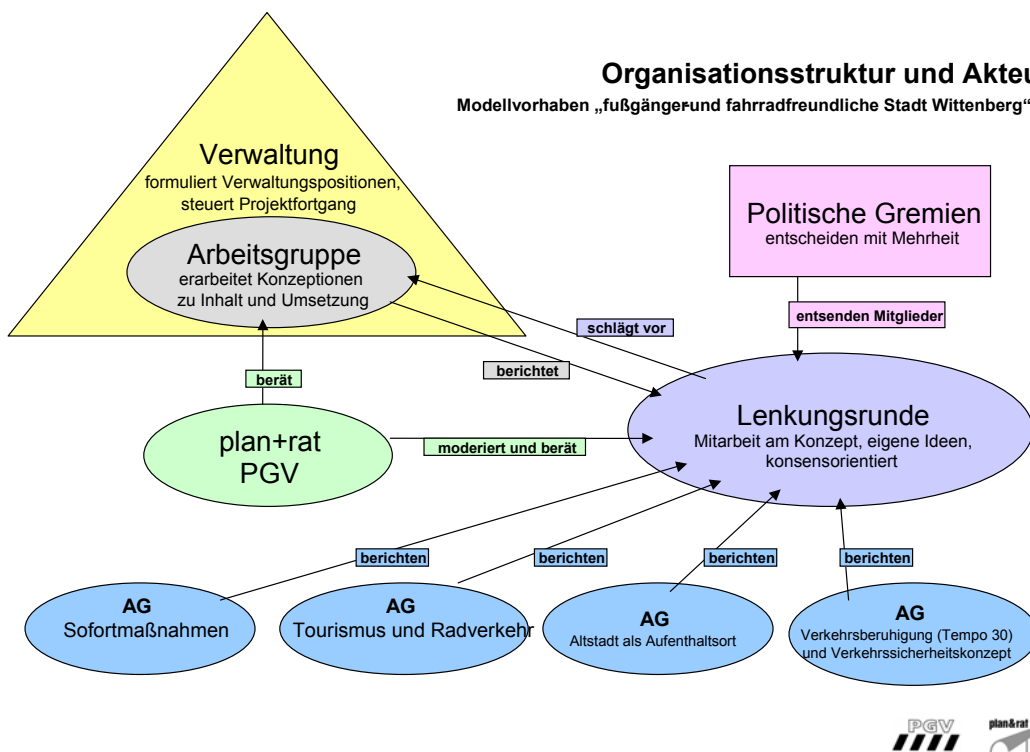 Organisationsstruktur und Akteu
Modellvorhaben „fußgänger-und fahrradfreundliche Stadt Wittenberg“
Verwaltung
formuliert Verwaltungspositionen,
steuert Projektfortgang
Arbeitsgruppe
erarbeitet Konzeptionen
zu Inhalt und Umsetzung
Politische Gremien
entscheiden mit Mehrheit
entsenden Mitglieder
schlägt vor
berichtet
berät
plan+rat
PGV
moderiert und berät
Lenkungsrunde
Mitarbeit am Konzept, eigene Ideen,
konsensorientiert
berichten
berichten
berichten
berichten
AG
Sofortmaßnahmen
AG
Tourismus und Radverkehr
AG
Altstadt als Aufenthaltsort
AG
Verkehrsberuhigung (Tempo 30)
und Verkehrssicherheitskonzept
PGV
plan&rat